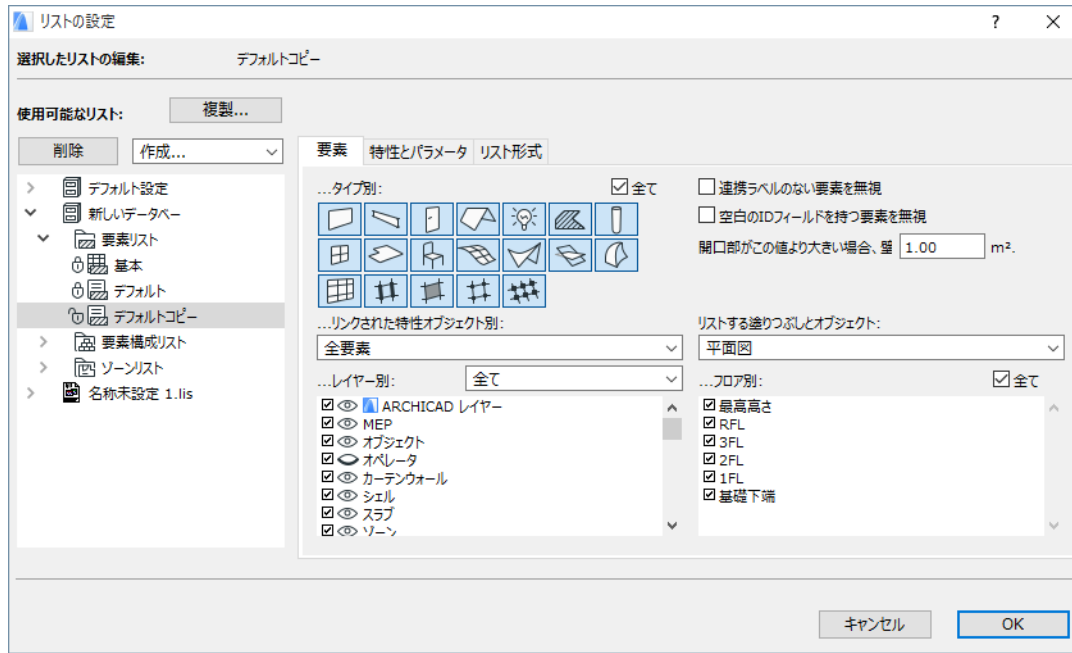 リストの設定
選択したリストの編集: デフォルトコピー
使用可能なリスト: 複製...
削除 作成...
デフォルト設定
新しいデータベー
要素リスト
基本
デフォルト
デフォルトコピー
要素構成リスト
ゾーンリスト
名称未設定 1.lis
要素 特性とパラメータ リスト形式
...タイプ別: 全て
連携ラベルのない要素を無視
空白のIDフィールドを持つ要素を無視
開口部がこの値より大きい場合、壁 1.00 m².
...リンクされた特性オブジェクト別:
全要素
リストする塗りつぶしとオブジェクト:
平面図
...レイヤー別: 全て
ARCHICAD レイヤー
MEP
オブジェクト
オペレータ
カーテンウォール
シェル
スラブ
ゾーン
...フロア別: 全て
最高高さ
RFL
3FL
2FL
1FL
基礎下端
キャンセル OK